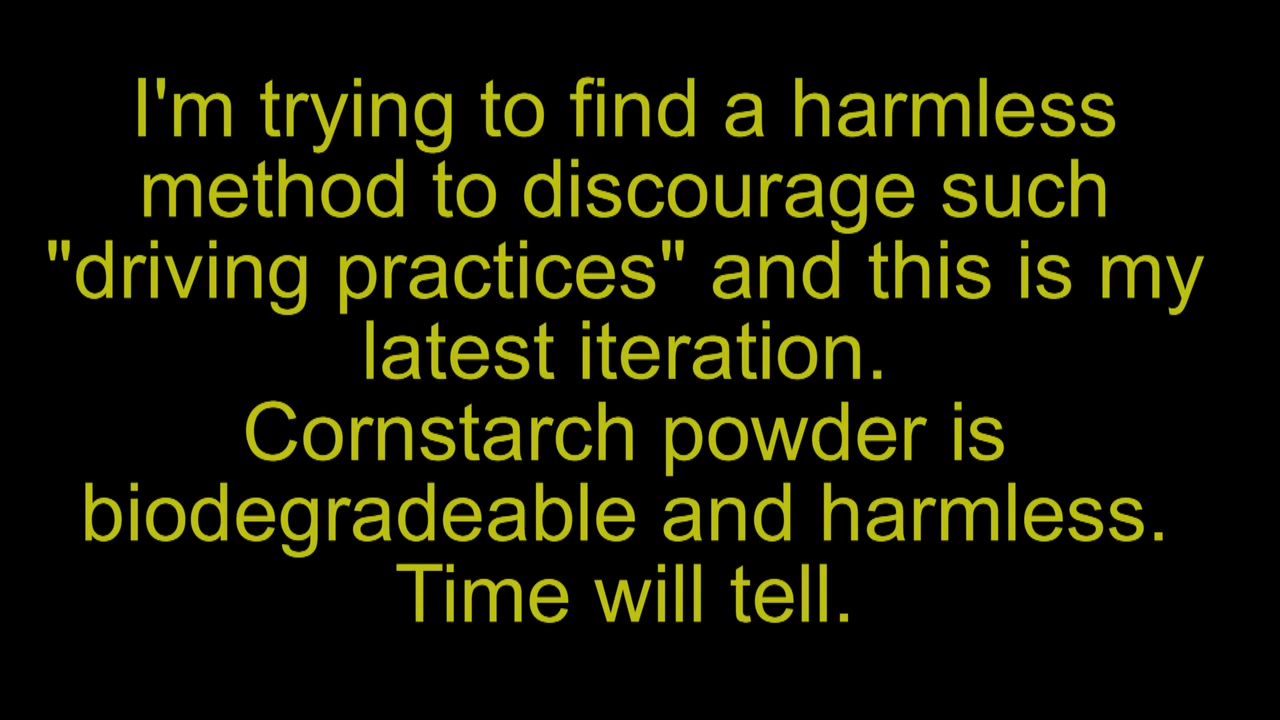 I'm trying to find a harmless
method to discourage such
"driving practices" and this is my
latest iteration.
Cornstarch powder is
biodegradeable and harmless.
Time will tell.